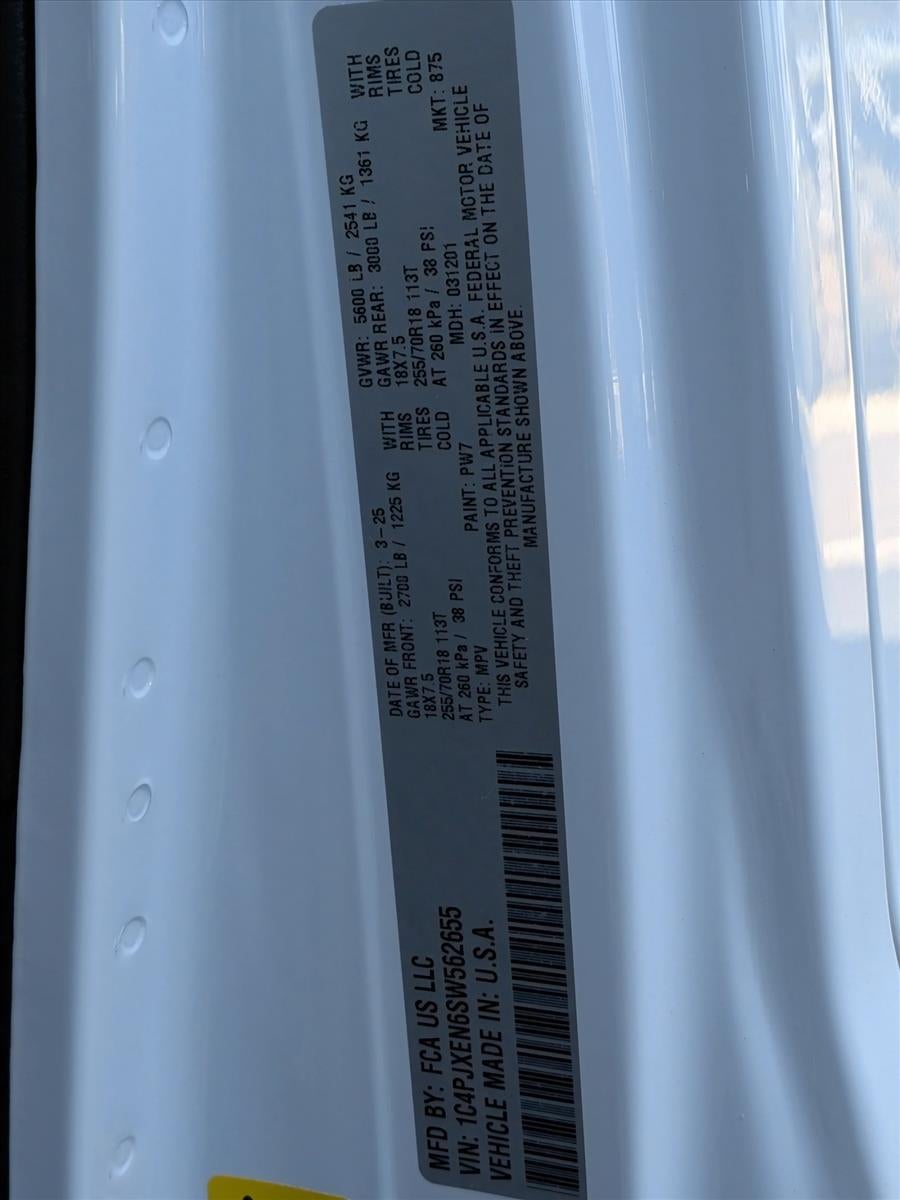 MFD BY: FCA US LLC
VIN: 1C4PJXEN6SW562655
VEHICLE MADE IN: U.S.A.
DATE OF MFR (BUILT): 3-25
GAWR FRONT: 2700 LB / 1225 KG WITH
18X7.5 RIMS
255/70R18 113T TIRES
AT 260 kPa / 38 PSI COLD
GVWR: 5600 LB / 2541 KG
GAWR REAR: 3000 LB / 1361 KG WITH
18X7.5 RIMS
255/70R18 113T TIRES
AT 260 kPa / 38 PSI COLD
TYPE: MPV PAINT: PW7 MDH: 031201 MKT: 875
THIS VEHICLE CONFORMS TO ALL APPLICABLE U.S.A. FEDERAL MOTOR VEHICLE
SAFETY AND THEFT PREVENTION STANDARDS IN EFFECT ON THE DATE OF
MANUFACTURE SHOWN ABOVE.